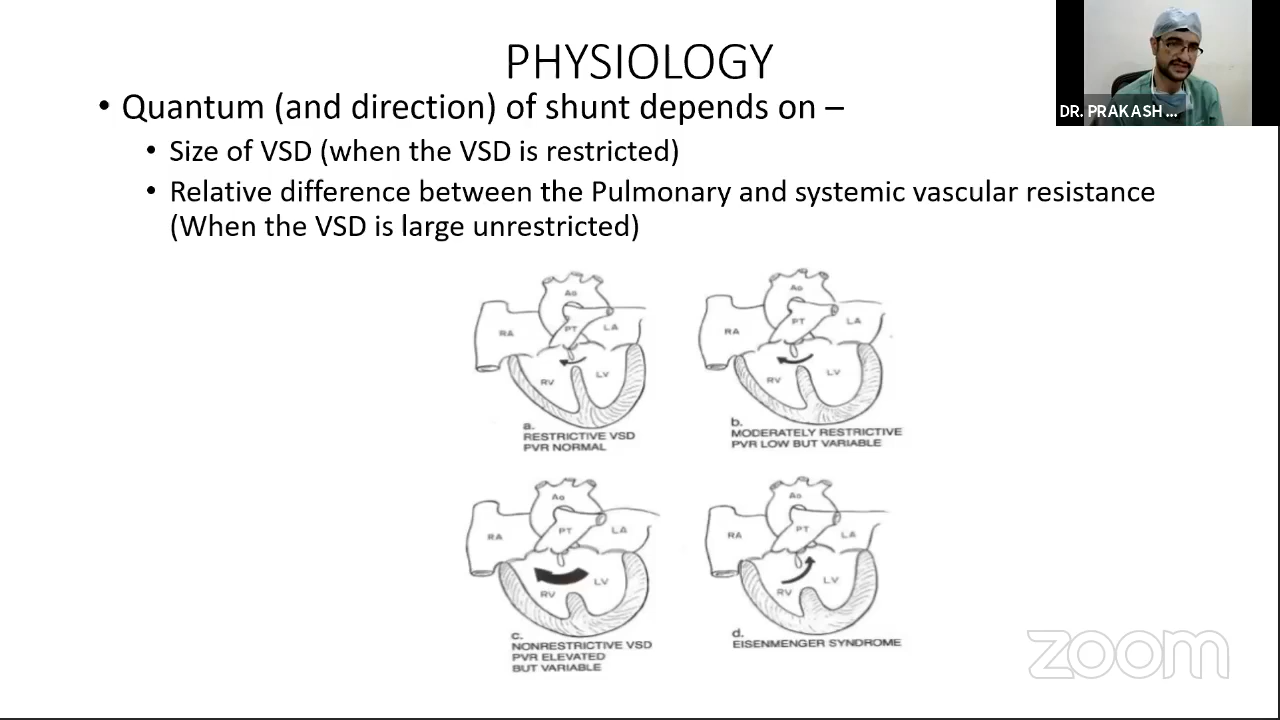 PHYSIOLOGY
• Quantum (and direction) of shunt depends on –
• Size of VSD (when the VSD is restricted)
• Relative difference between the Pulmonary and systemic vascular resistance
(When the VSD is large unrestricted)
DR. PRAKASH ...
Ao
RA
PT
LA
RV
LV
a.
RESTRICTIVE VSD
PVR NORMAL
Ao
RA
PT
LA
RV
LV
b.
MODERATELY RESTRICTIVE
PVR LOW BUT VARIABLE
Ao
RA
PT
LA
RV
LV
c.
NONRESTRICTIVE VSD
PVR ELEVATED
BUT VARIABLE
Ao
RA
PT
LA
RV
LV
d.
EISENMENGER SYNDROME
zoom